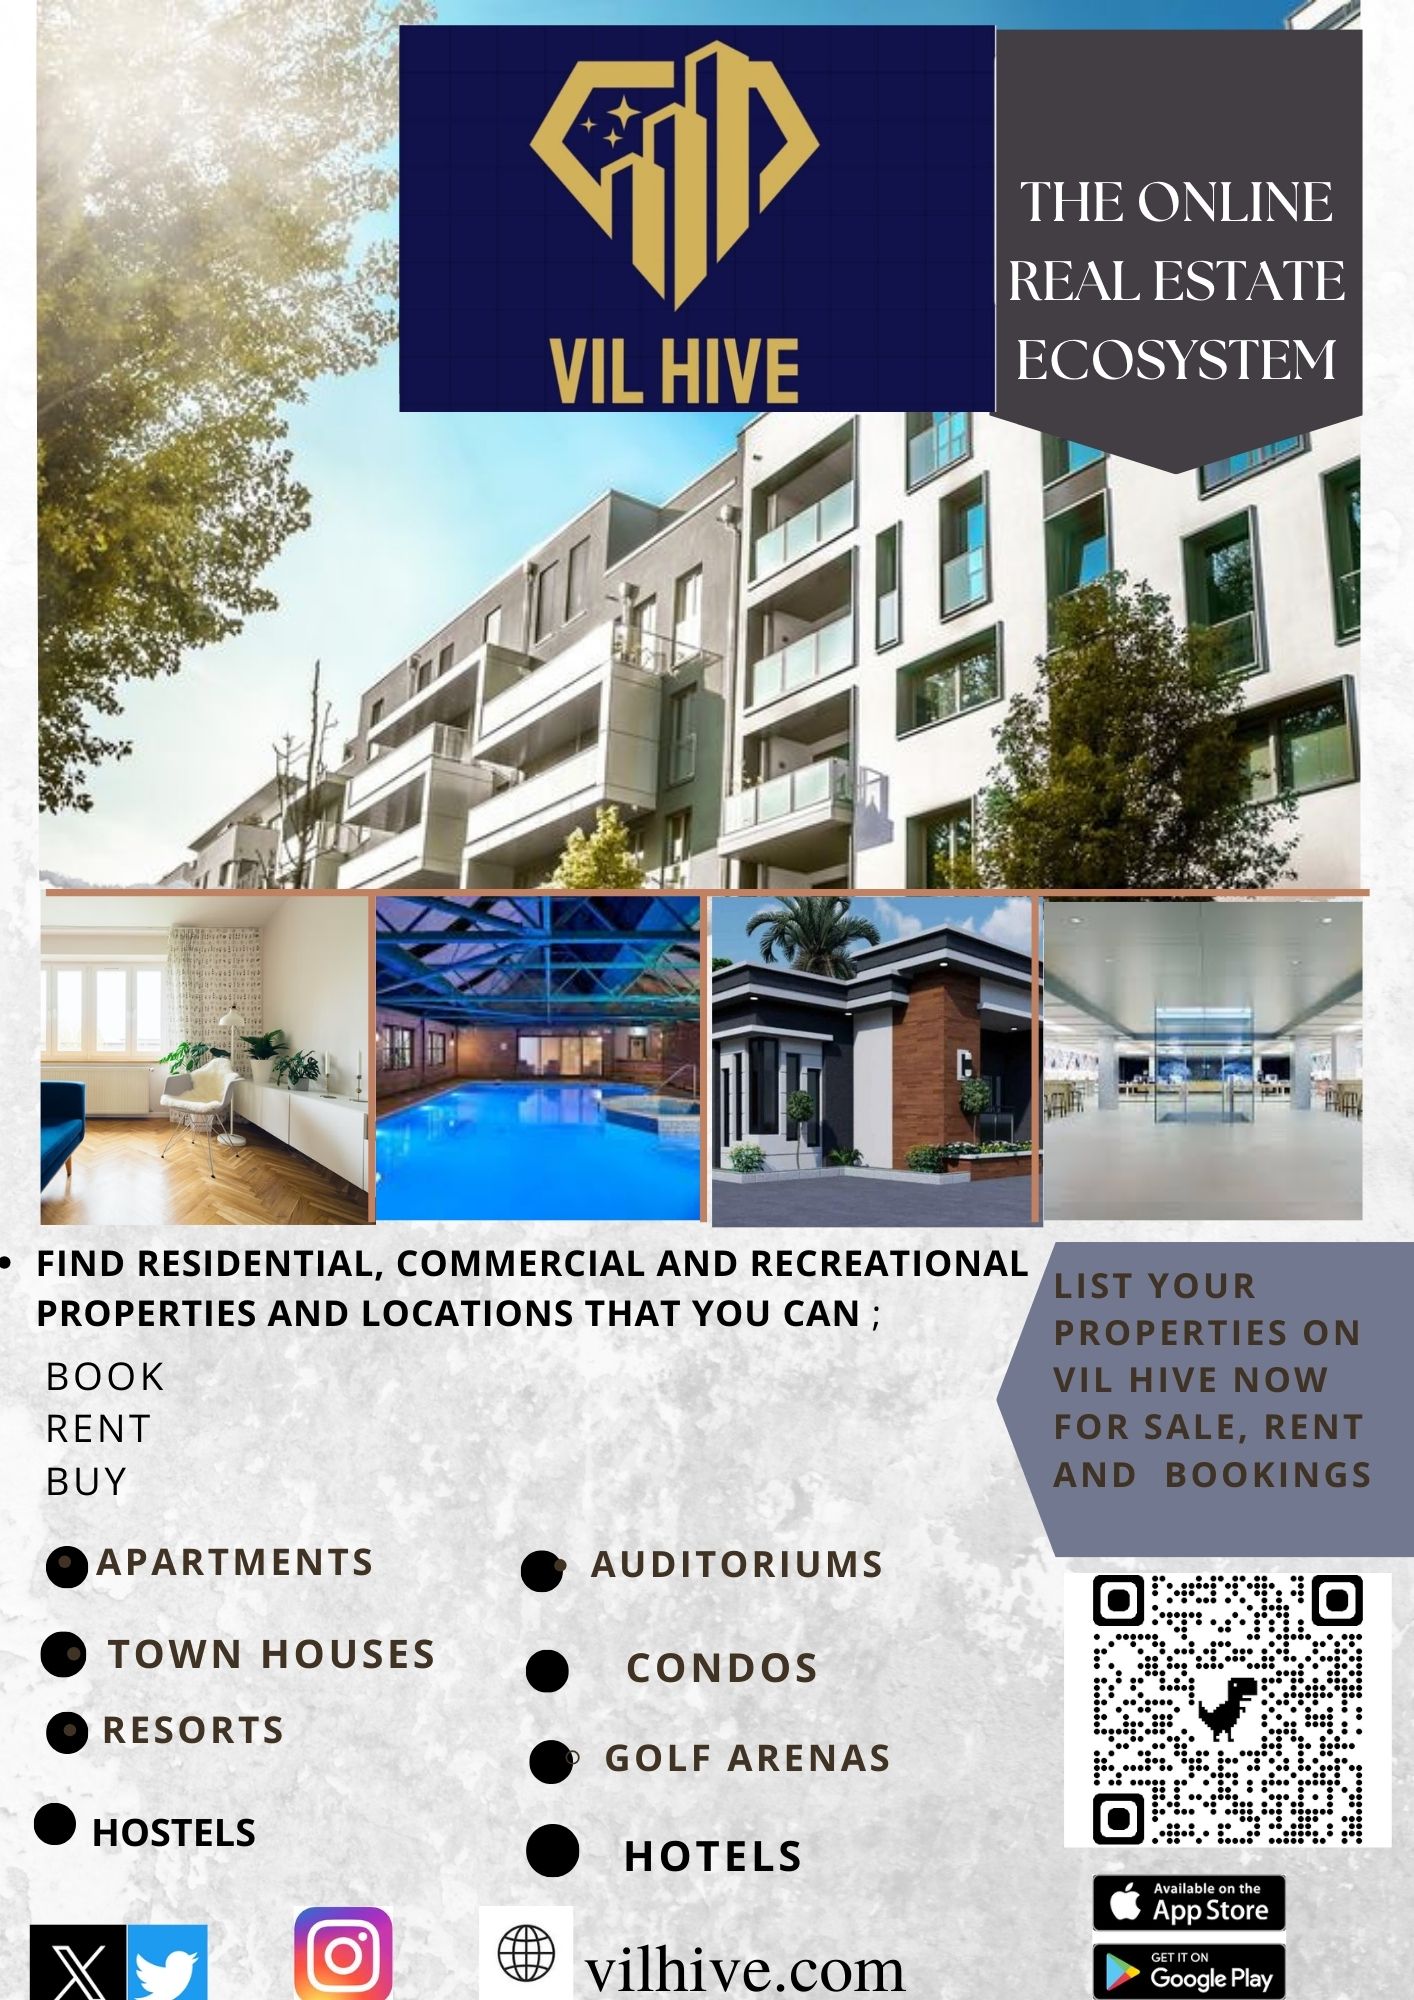 VIL HIVE
THE ONLINE
REAL ESTATE
ECOSYSTEM
• FIND RESIDENTIAL, COMMERCIAL AND RECREATIONAL
PROPERTIES AND LOCATIONS THAT YOU CAN ;
BOOK
RENT
BUY
LIST YOUR
PROPERTIES ON
VIL HIVE NOW
FOR SALE, RENT
AND BOOKINGS
APARTMENTS
TOWN HOUSES
RESORTS
HOSTELS
AUDITORIUMS
CONDOS
GOLF ARENAS
HOTELS
Available on the
App Store
GET IT ON
Google Play
X
vilhive.com